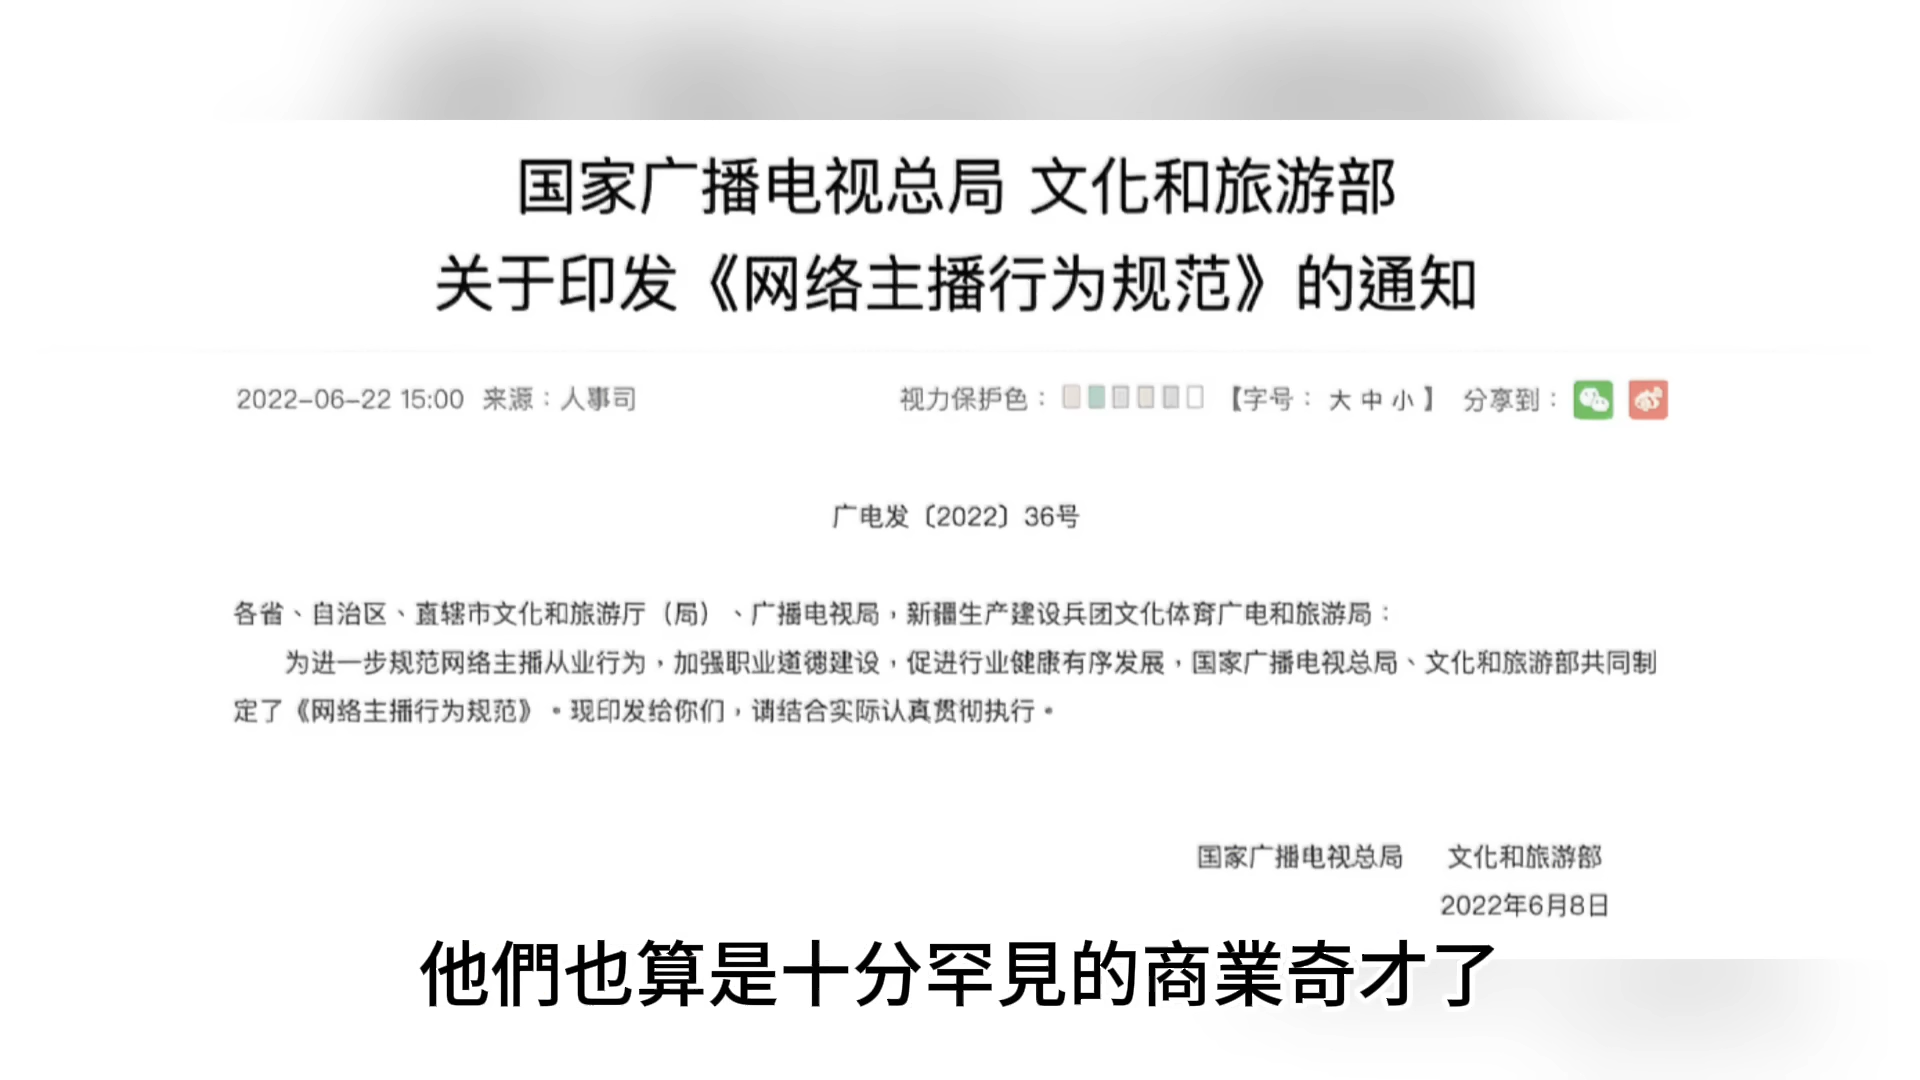 国家广播电视总局 文化和旅游部
关于印发《网络主播行为规范》的通知
2022-06-22 15:00 来源：人事司 视力保护色： 【字号： 大 中 小 】 分享到：
广电发〔2022〕36号
各省、自治区、直辖市文化和旅游厅（局）、广播电视局，新疆生产建设兵团文化体育广电和旅游局：
为进一步规范网络主播从业行为，加强职业道德建设，促进行业健康有序发展，国家广播电视总局、文化和旅游部共同制
定了《网络主播行为规范》。现印发给你们，请结合实际认真贯彻执行。
国家广播电视总局 文化和旅游部
2022年6月8日
他們也算是十分罕見的商業奇才了